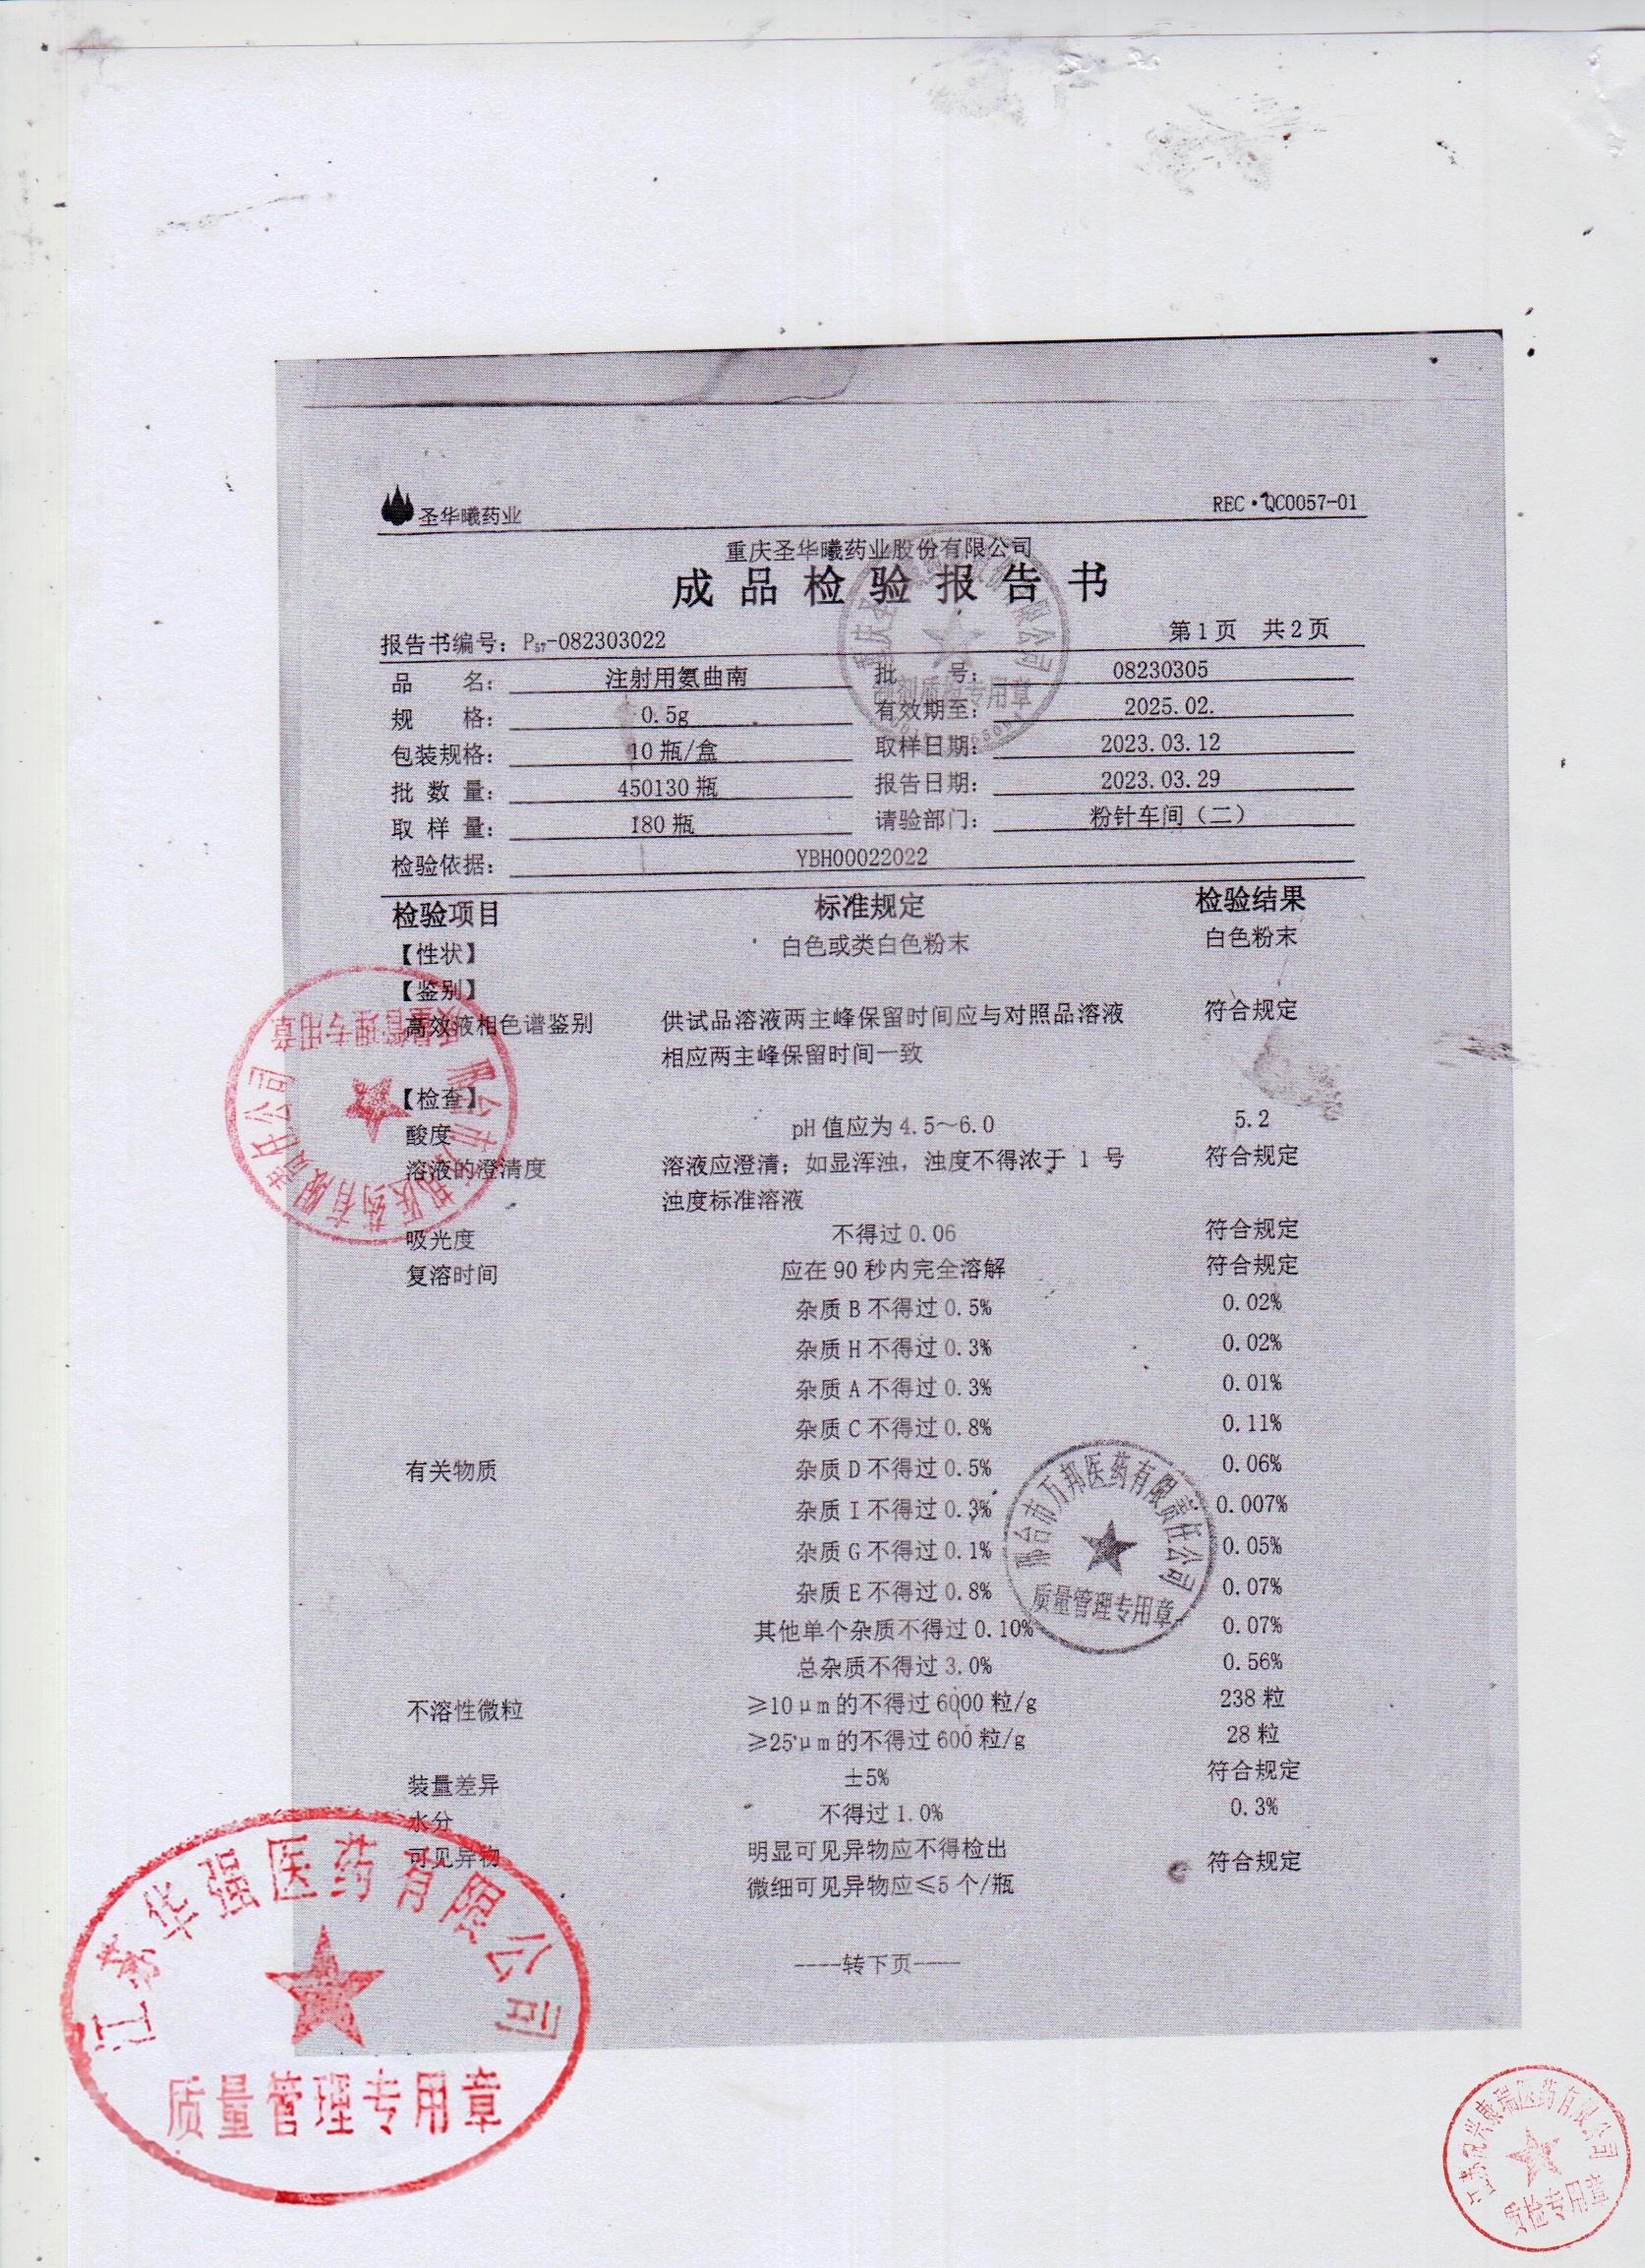 圣华曦药业
REC·QC0057-01
重庆圣华曦药业股份有限公司
成品检验报告书
报告书编号：P₅₇-082303022 第1页 共2页
品 名： 注射用氨曲南 批 号： 08230305
规 格： 0.5g 有效期至： 2025.02.
包装规格： 10瓶/盒 取样日期： 2023.03.12
批 数 量： 450130瓶 报告日期： 2023.03.29
取 样 量： 180瓶 请验部门： 粉针车间（二）
检验依据： YBH00022022
检验项目 标准规定 检验结果
【性状】 白色或类白色粉末 白色粉末
【鉴别】
高效液相色谱鉴别 供试品溶液两主峰保留时间应与对照品溶液 符合规定
相应两主峰保留时间一致
【检查】
酸度 pH值应为4.5～6.0 5.2
溶液的澄清度 溶液应澄清；如显浑浊，浊度不得浓于 1 号 符合规定
浊度标准溶液
吸光度 不得过0.06 符合规定
复溶时间 应在90秒内完全溶解 符合规定
杂质B不得过0.5% 0.02%
杂质H不得过0.3% 0.02%
杂质A不得过0.3% 0.01%
杂质C不得过0.8% 0.11%
有关物质 杂质D不得过0.5% 0.06%
杂质I不得过0.3% 0.007%
杂质G不得过0.1% 0.05%
杂质E不得过0.8% 0.07%
其他单个杂质不得过0.10% 0.07%
总杂质不得过3.0% 0.56%
不溶性微粒 ≥10μm的不得过6000粒/g 238粒
≥25μm的不得过600粒/g 28粒
装量差异 ±5% 符合规定
水分 不得过1.0% 0.3%
可见异物 明显可见异物应不得检出 符合规定
微细可见异物应≤5个/瓶
----转下页----
邢台市万邦医药有限责任公司
质量管理专用章
江苏华强医药有限公司
质量管理专用章
质量管理专用章